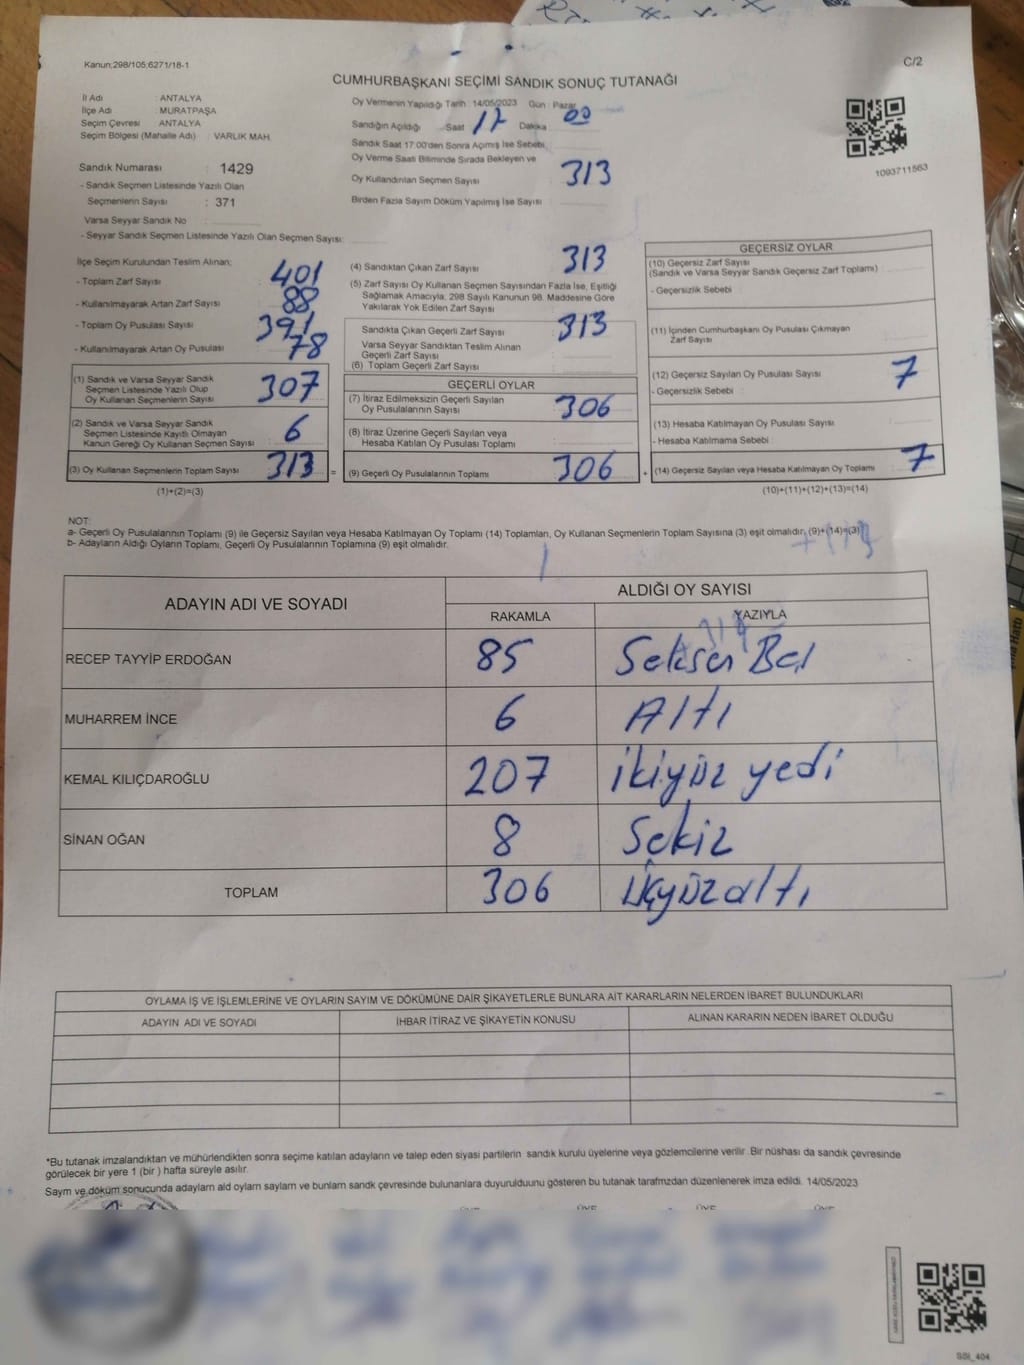 Kanun;298/105;6271/18-1
C/2
CUMHURBAŞKANI SEÇİMİ SANDIK SONUÇ TUTANAĞI
İl Adı : ANTALYA
İlçe Adı : MURATPAŞA
Seçim Çevresi : ANTALYA
Seçim Bölgesi (Mahalle Adı) : VARLIK MAH.
Sandık Numarası : 1429
- Sandık Seçmen Listesinde Yazılı Olan
Seçmenlerin Sayısı : 371
Varsa Seyyar Sandık No :
- Seyyar Sandık Seçmen Listesinde Yazılı Olan Seçmen Sayısı:
Oy Vermenin Yapıldığı Tarih : 14/05/2023 Gün : Pazar
Sandığın Açıldığı Saat 17 Dakika 00
Sandık Saat 17:00'den Sonra Açımış İse Sebebi
Oy Verme Saati Bitiminde Sırada Bekleyen ve
Oy Kullandırılan Seçmen Sayısı 313
Birden Fazla Sayım Döküm Yapılmış İse Sayısı
1093711563
İlçe Seçim Kurulundan Teslim Alınan;
- Toplam Zarf Sayısı : 401
- Kullanılmayarak Artan Zarf Sayısı : 88
- Toplam Oy Pusulası Sayısı : 391
- Kullanılmayarak Artan Oy Pusulası : 78
(1) Sandık ve Varsa Seyyar Sandık
Seçmen Listesinde Yazılı Olup
Oy Kullanan Seçmenlerin Sayısı : 307
(2) Sandık ve Varsa Seyyar Sandık
Seçmen Listesinde Kayıtlı Olmayan
Kanun Gereği Oy Kullanan Seçmen Sayısı : 6
(3) Oy Kullanan Seçmenlerin Toplam Sayısı : 313 =
(1)+(2)=(3)
(4) Sandıktan Çıkan Zarf Sayısı 313
(5) Zarf Sayısı Oy Kullanan Seçmen Sayısından Fazla İse, Eşitliği
Sağlamak Amacıyla, 298 Sayılı Kanunun 98. Maddesine Göre
Yakılarak Yok Edilen Zarf Sayısı
Sandıkta Çıkan Geçerli Zarf Sayısı 313
Varsa Seyyar Sandıktan Teslim Alınan
Geçerli Zarf Sayısı
(6) Toplam Geçerli Zarf Sayısı
GEÇERLİ OYLAR
(7) İtiraz Edilmeksizin Geçerli Sayılan
Oy Pusulalarının Sayısı 306
(8) İtiraz Üzerine Geçerli Sayılan veya
Hesaba Katılan Oy Pusulası Toplamı
(9) Geçerli Oy Pusulalarının Toplamı 306 +
GEÇERSİZ OYLAR
(10) Geçersiz Zarf Sayısı
(Sandık ve Varsa Seyyar Sandık Geçersiz Zarf Toplamı) :
- Geçersizlik Sebebi :
(11) İçinden Cumhurbaşkanı Oy Pusulası Çıkmayan
Zarf Sayısı
(12) Geçersiz Sayılan Oy Pusulası Sayısı : 7
- Geçersizlik Sebebi :
(13) Hesaba Katılmayan Oy Pusulası Sayısı :
- Hesaba Katılmama Sebebi :
(14) Geçersiz Sayılan veya Hesaba Katılmayan Oy Toplamı : 7
(10)+(11)+(12)+(13)=(14)
NOT:
a- Geçerli Oy Pusulalarının Toplamı (9) ile Geçersiz Sayılan veya Hesaba Katılmayan Oy Toplamı (14) Toplamları, Oy Kullanan Seçmenlerin Toplam Sayısına (3) eşit olmalıdır. (9)+(14)=(3)
b- Adayların Aldığı Oyların Toplamı, Geçerli Oy Pusulalarının Toplamına (9) eşit olmalıdır.
ADAYIN ADI VE SOYADI
ALDIĞI OY SAYISI
RAKAMLA YAZIYLA
RECEP TAYYİP ERDOĞAN 85 Seksen Beş
MUHARREM İNCE 6 Altı
KEMAL KILIÇDAROĞLU 207 ikiyüz yedi
SİNAN OĞAN 8 Sekiz
TOPLAM 306 üçyüzaltı
OYLAMA İŞ VE İŞLEMLERİNE VE OYLARIN SAYIM VE DÖKÜMÜNE DAİR ŞİKAYETLERLE BUNLARA AİT KARARLARIN NELERDEN İBARET BULUNDUKLARI
ADAYIN ADI VE SOYADI İHBAR İTİRAZ VE ŞİKAYETİN KONUSU ALINAN KARARIN NEDEN İBARET OLDUĞU
*Bu tutanak imzalandıktan ve mühürlendikten sonra seçime katılan adayların ve talep eden siyasi partilerin sandık kurulu üyelerine veya gözlemcilerine verilir. Bir nüshası da sandık çevresinde
görülecek bir yere 1 (bir ) hafta süreyle asılır.
Sayım ve döküm sonucunda adayların ald oyların sayıları ve bunların sandk çevresinde bulunanlara duyurulduunu gösteren bu tutanak tarafmzdan düzenlenerek imza edildi. 14/05/2023
ÜYE ÜYE ÜYE ÜYE
SSI_404